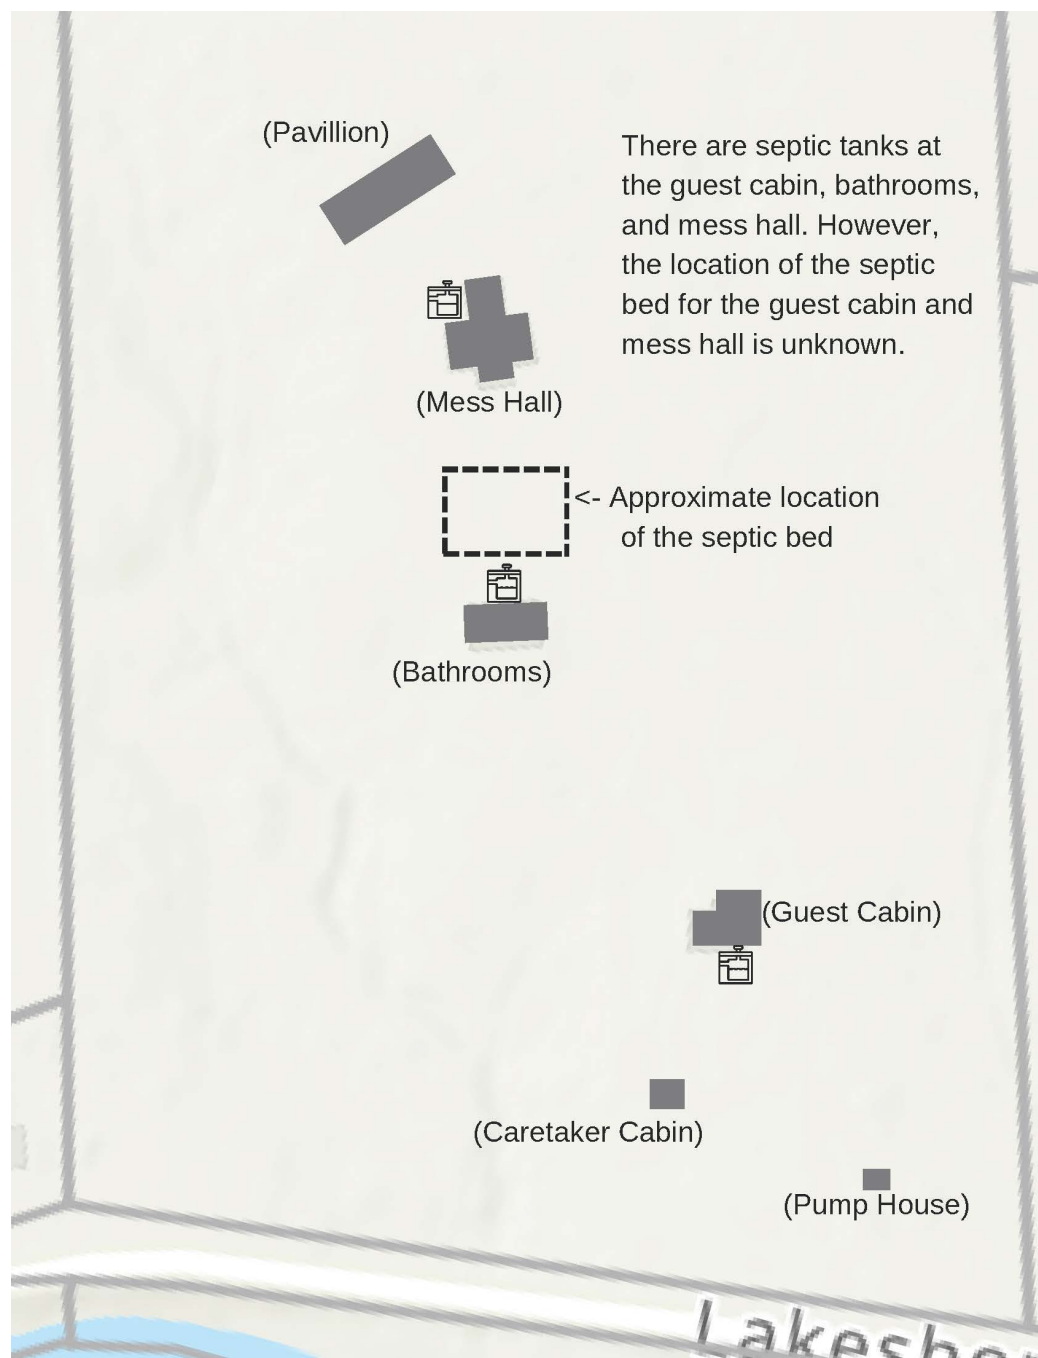 (Pavillion)
There are septic tanks at
the guest cabin, bathrooms,
and mess hall. However,
the location of the septic
bed for the guest cabin and
mess hall is unknown.
(Mess Hall)
<- Approximate location
of the septic bed
(Bathrooms)
(Guest Cabin)
(Caretaker Cabin)
(Pump House)